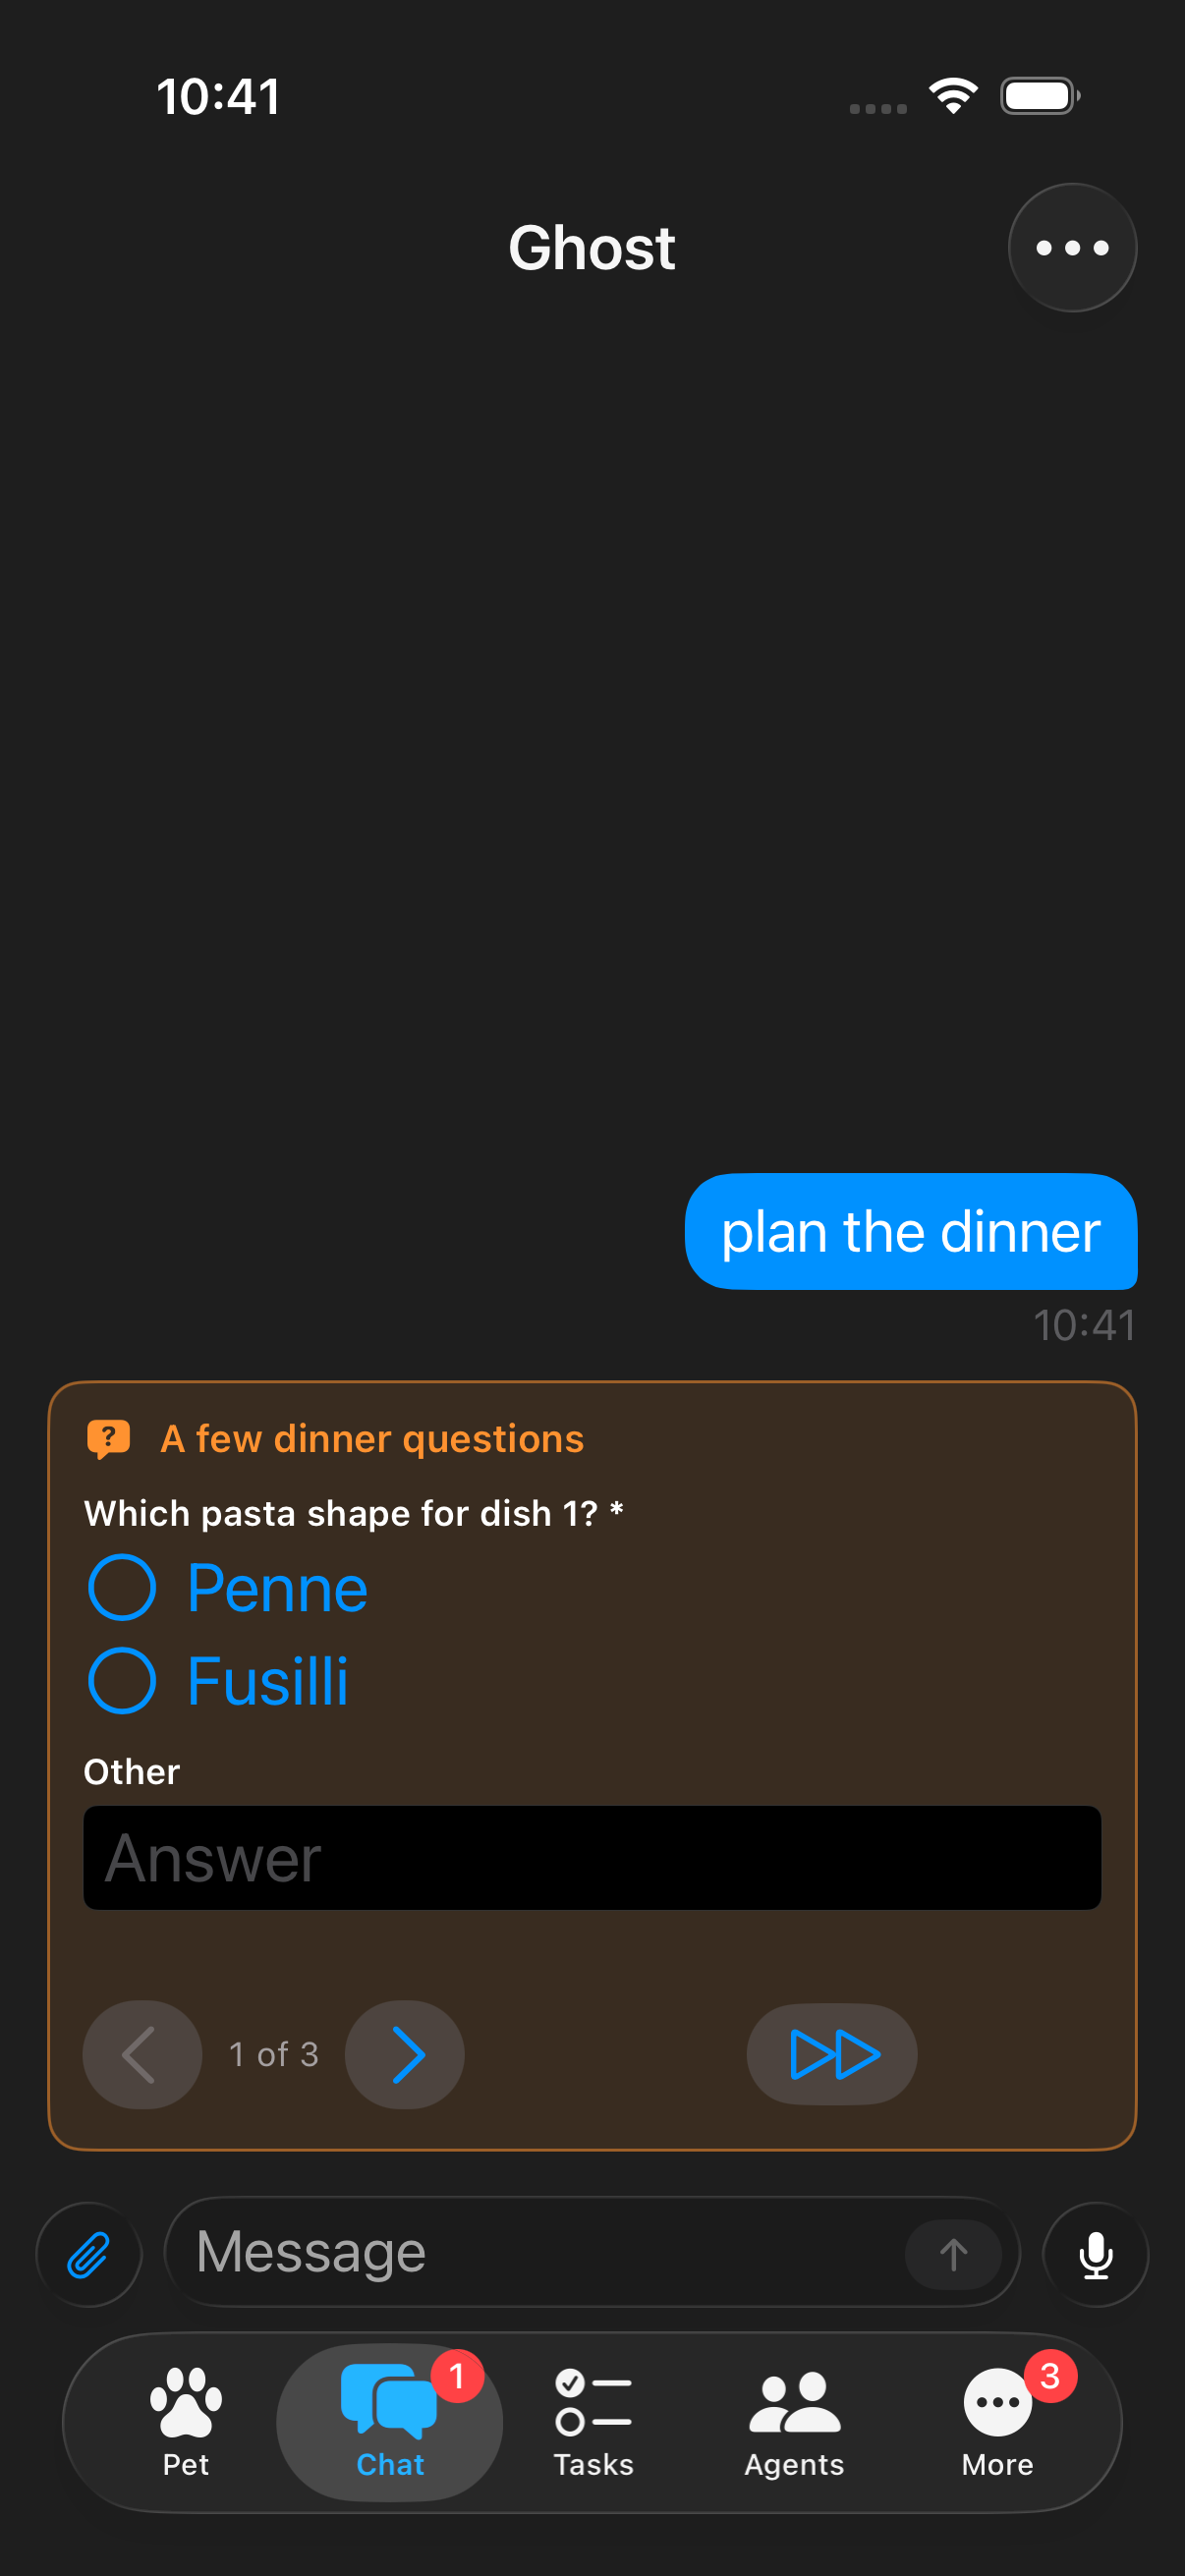 10:41
Ghost
plan the dinner
10:41
A few dinner questions
Which pasta shape for dish 1? *
Penne
Fusilli
Other
Answer
1 of 3
Message
1
3
Pet
Chat
Tasks
Agents
More